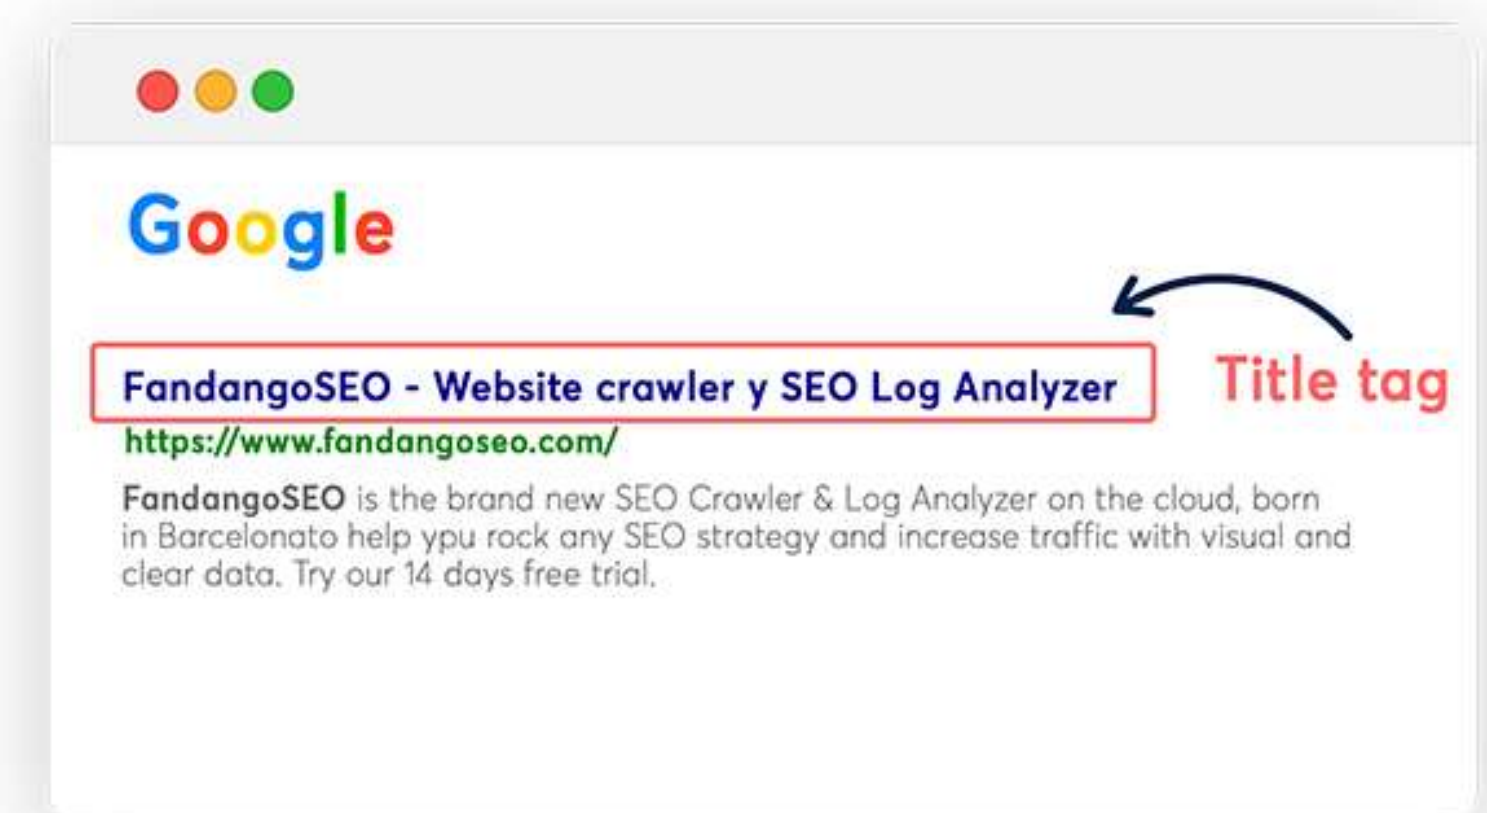 Google
FandangoSEO - Website crawler y SEO Log Analyzer
Title tag
https://www.fandangoseo.com/
FandangoSEO is the brand new SEO Crawler & Log Analyzer on the cloud, born
in Barcelonato help ypu rock any SEO strategy and increase traffic with visual and
clear data. Try our 14 days free trial.